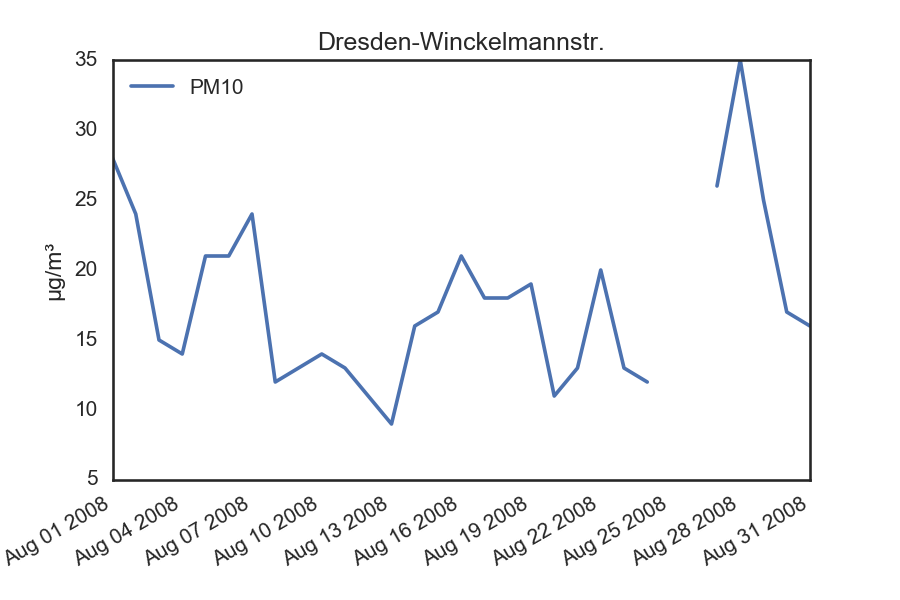 Dresden-Winckelmannstr.
PM10
µg/m³
35
30
25
20
15
10
5
Aug 01 2008
Aug 04 2008
Aug 07 2008
Aug 10 2008
Aug 13 2008
Aug 16 2008
Aug 19 2008
Aug 22 2008
Aug 25 2008
Aug 28 2008
Aug 31 2008